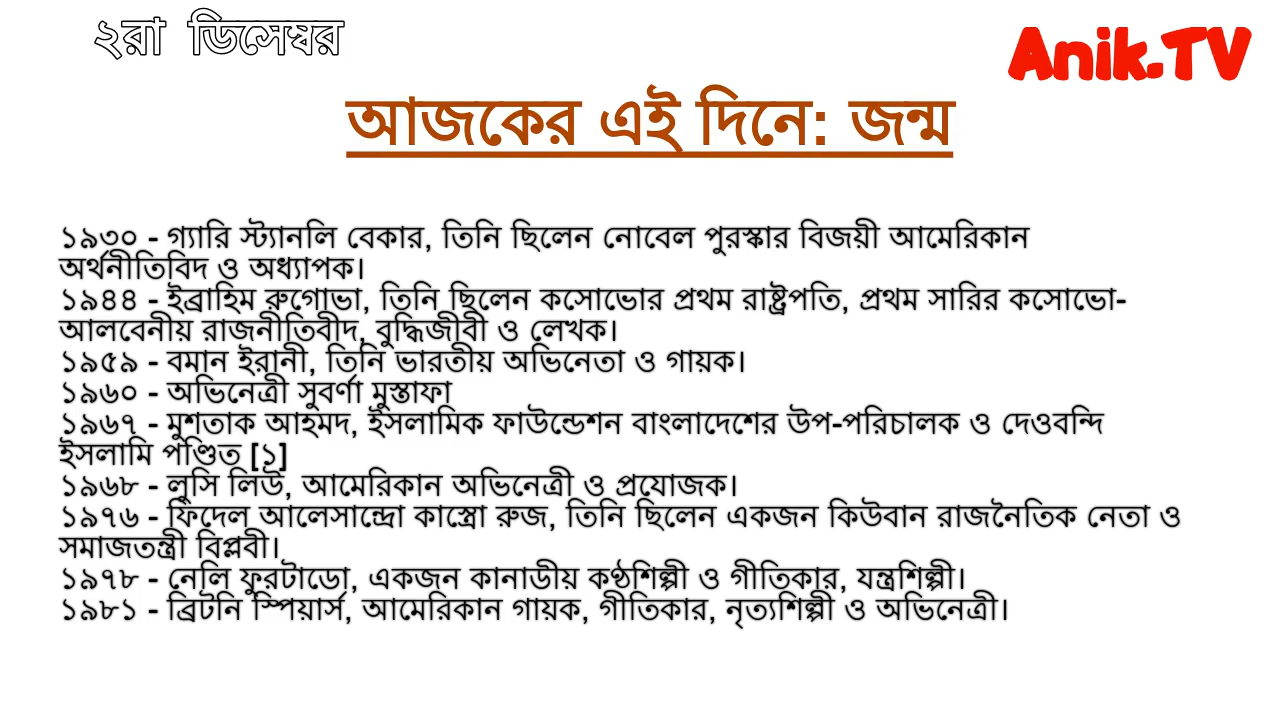 ২রা ডিসেম্বর
Anik.TV
আজকের এই দিনে: জন্ম
১৯৩০ - গ্যারি স্ট্যানলি বেকার, তিনি ছিলেন নোবেল পুরস্কার বিজয়ী আমেরিকান
অর্থনীতিবিদ ও অধ্যাপক।
১৯৪৪ - ইব্রাহিম রুগোভা, তিনি ছিলেন কসোভোর প্রথম রাষ্ট্রপতি, প্রথম সারির কসোভো-
আলবেনীয় রাজনীতিবীদ, বুদ্ধিজীবী ও লেখক।
১৯৫৯ - বমান ইরানী, তিনি ভারতীয় অভিনেতা ও গায়ক।
১৯৬০ - অভিনেত্রী সুবর্ণা মুস্তাফা
১৯৬৭ - মুশতাক আহমদ, ইসলামিক ফাউন্ডেশন বাংলাদেশের উপ-পরিচালক ও দেওবন্দি
ইসলামি পণ্ডিত [১]
১৯৬৮ - লুসি লিউ, আমেরিকান অভিনেত্রী ও প্রযোজক।
১৯৭৬ - ফিদেল আলেসান্দ্রো কাস্ত্রো রুজ, তিনি ছিলেন একজন কিউবান রাজনৈতিক নেতা ও
সমাজতন্ত্রী বিপ্লবী।
১৯৭৮ - নেলি ফুরটাডো, একজন কানাডীয় কণ্ঠশিল্পী ও গীতিকার, যন্ত্রশিল্পী।
১৯৮১ - ব্রিটনি স্পিয়ার্স, আমেরিকান গায়ক, গীতিকার, নৃত্যশিল্পী ও অভিনেত্রী।